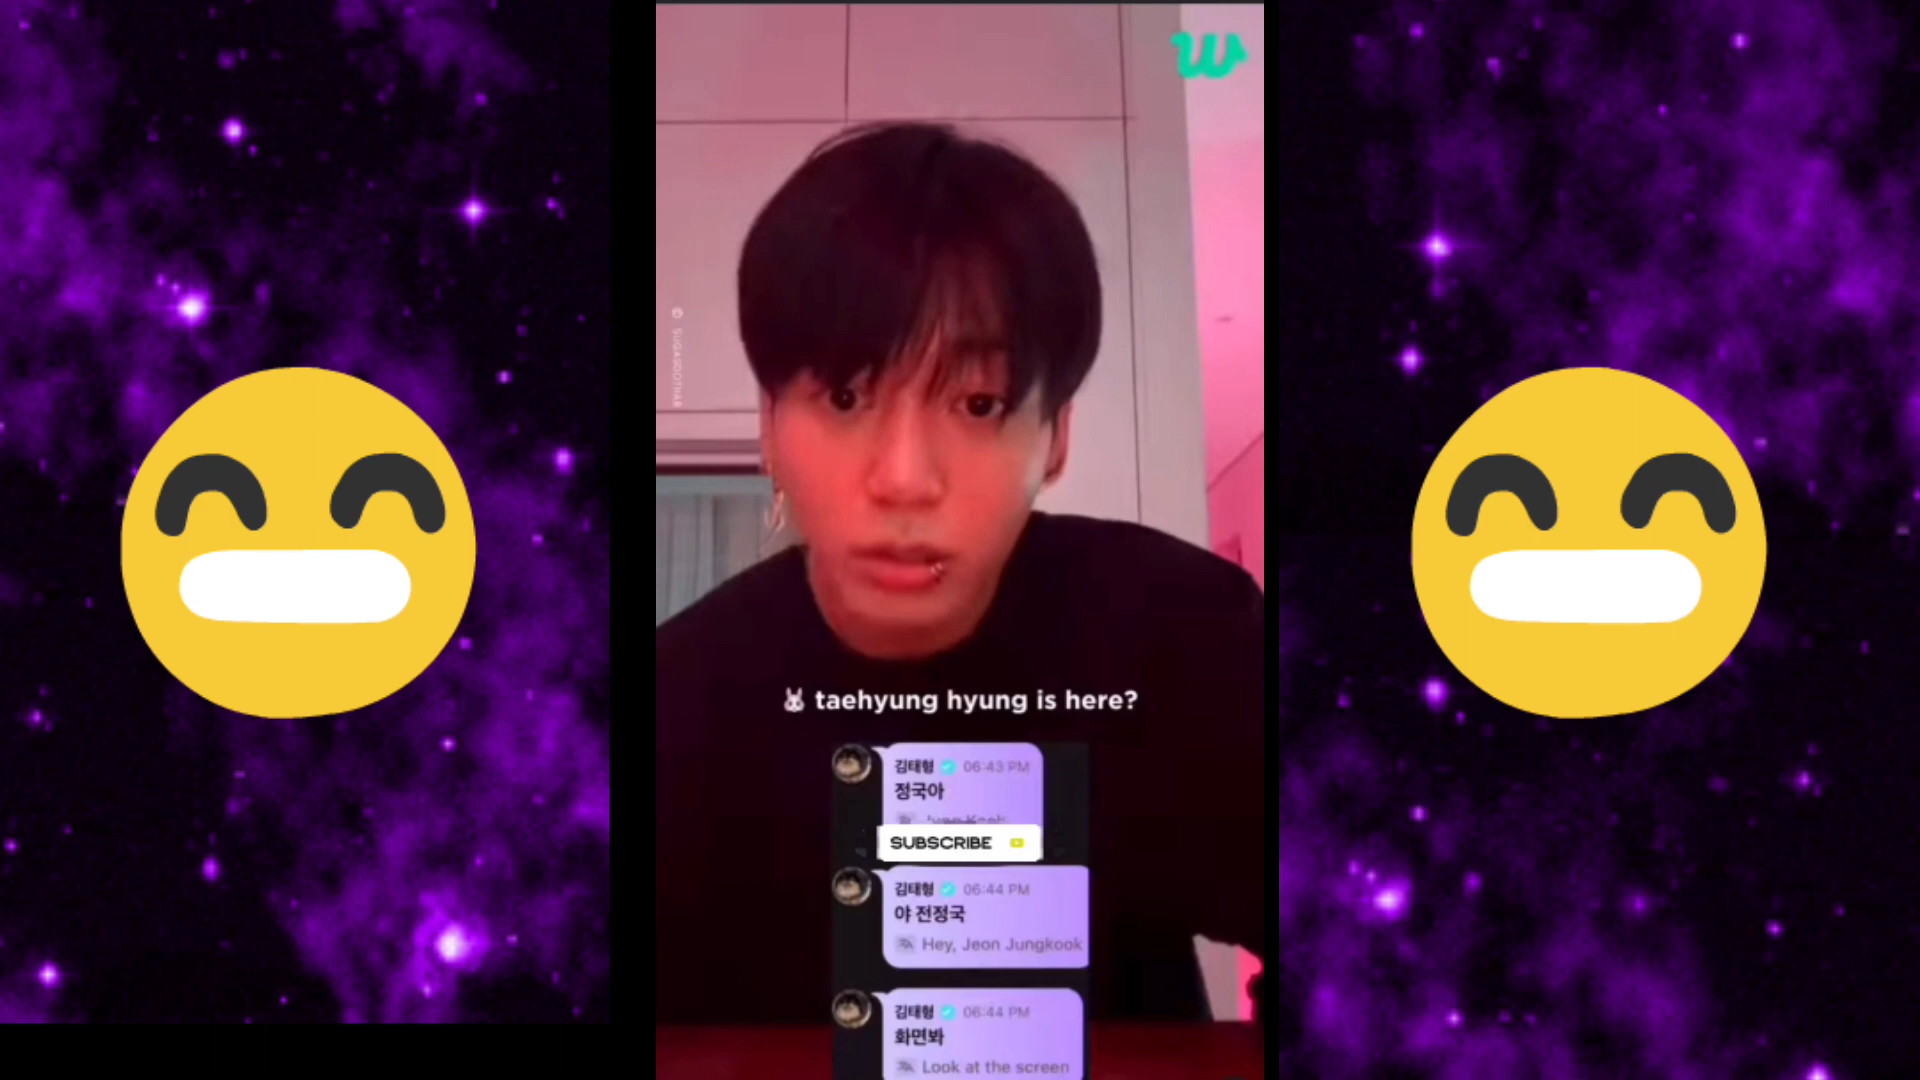 W
© SUGASGOTHAB
🐰 taehyung hyung is here?
김태형 06:43 PM
정국아
SUBSCRIBE
김태형 06:44 PM
야 전정국
Hey, Jeon Jungkook
김태형 06:44 PM
화면봐
Look at the screen